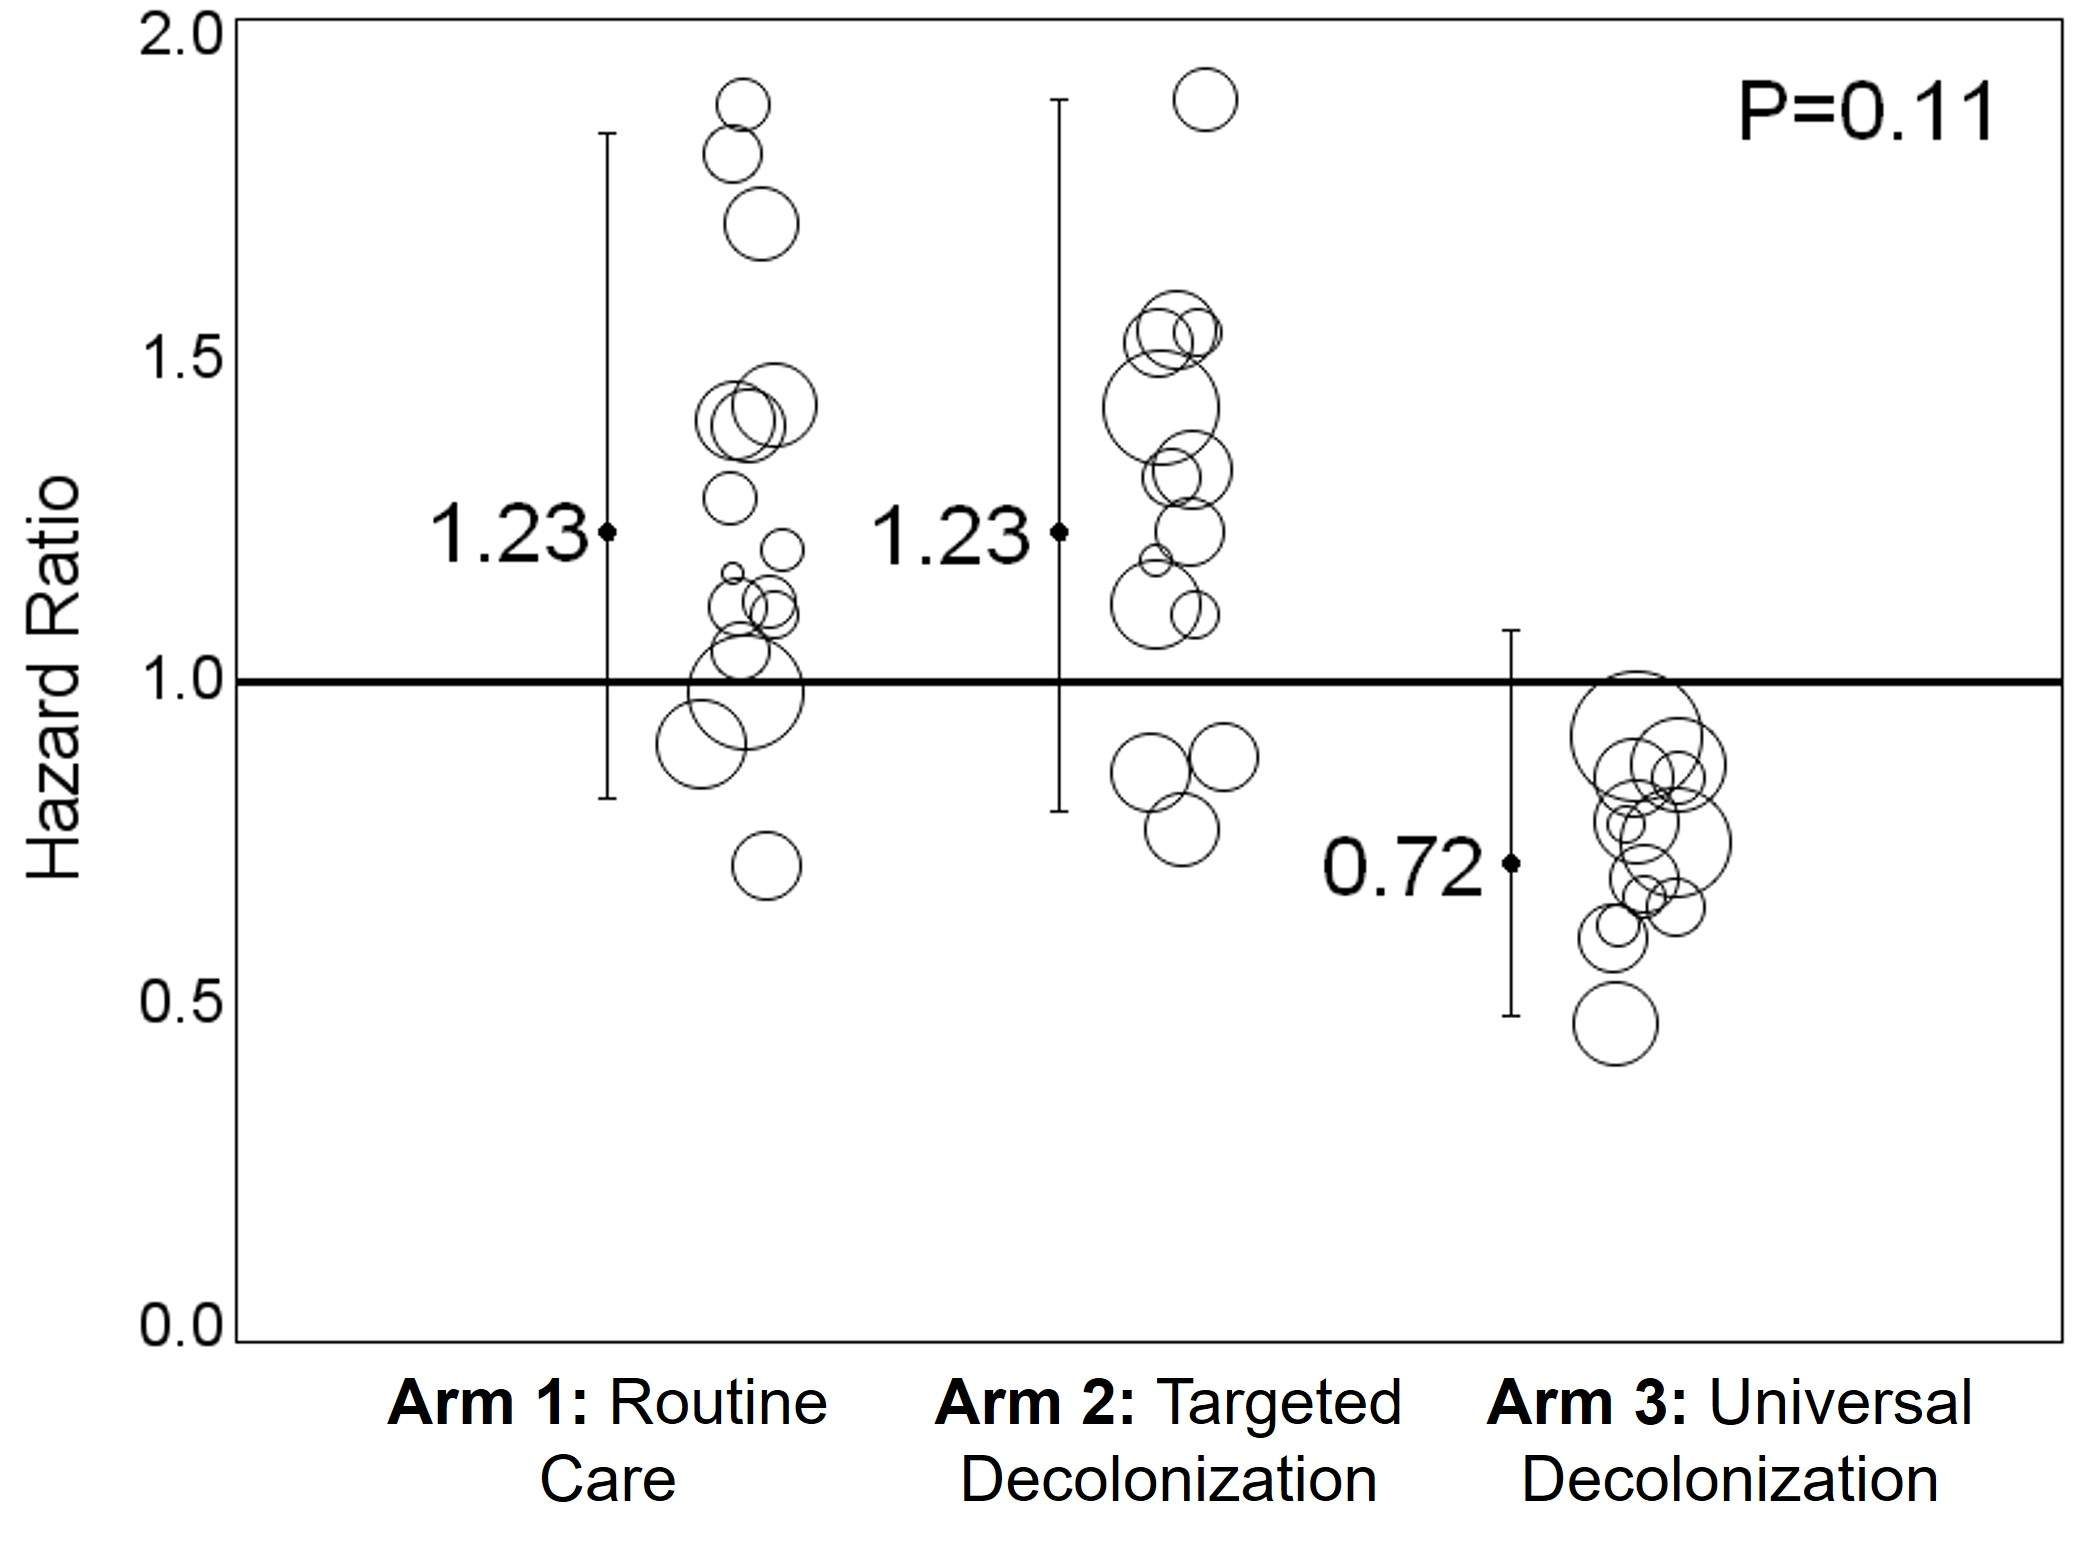 2.0
P=0.11
1.5
1.23
1.23
Hazard Ratio
1.0
0.72
0.5
0.0
Arm 1: Routine
Care
Arm 2: Targeted
Decolonization
Arm 3: Universal
Decolonization